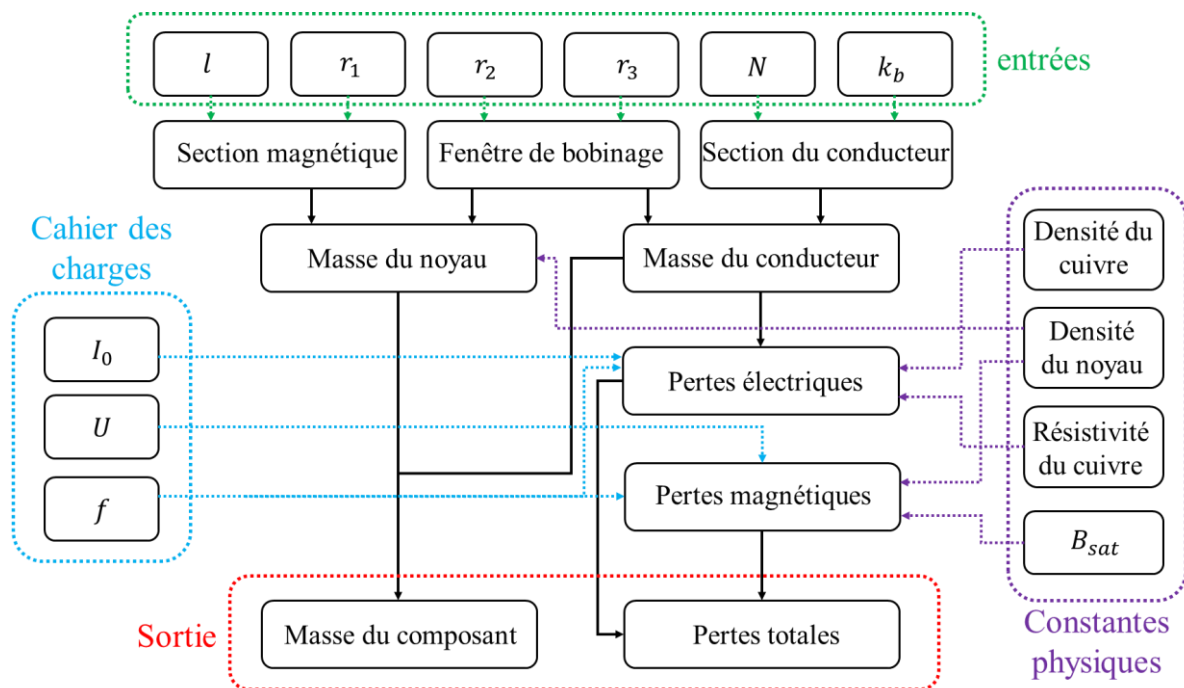 l
r₁
r₂
r₃
N
k_b
entrées
Section magnétique
Fenêtre de bobinage
Section du conducteur
Cahier des
charges
Masse du noyau
Masse du conducteur
Densité du
cuivre
I₀
Pertes électriques
Densité
du noyau
U
Résistivité
du cuivre
f
Pertes magnétiques
B_sat
Sortie
Masse du composant
Pertes totales
Constantes
physiques